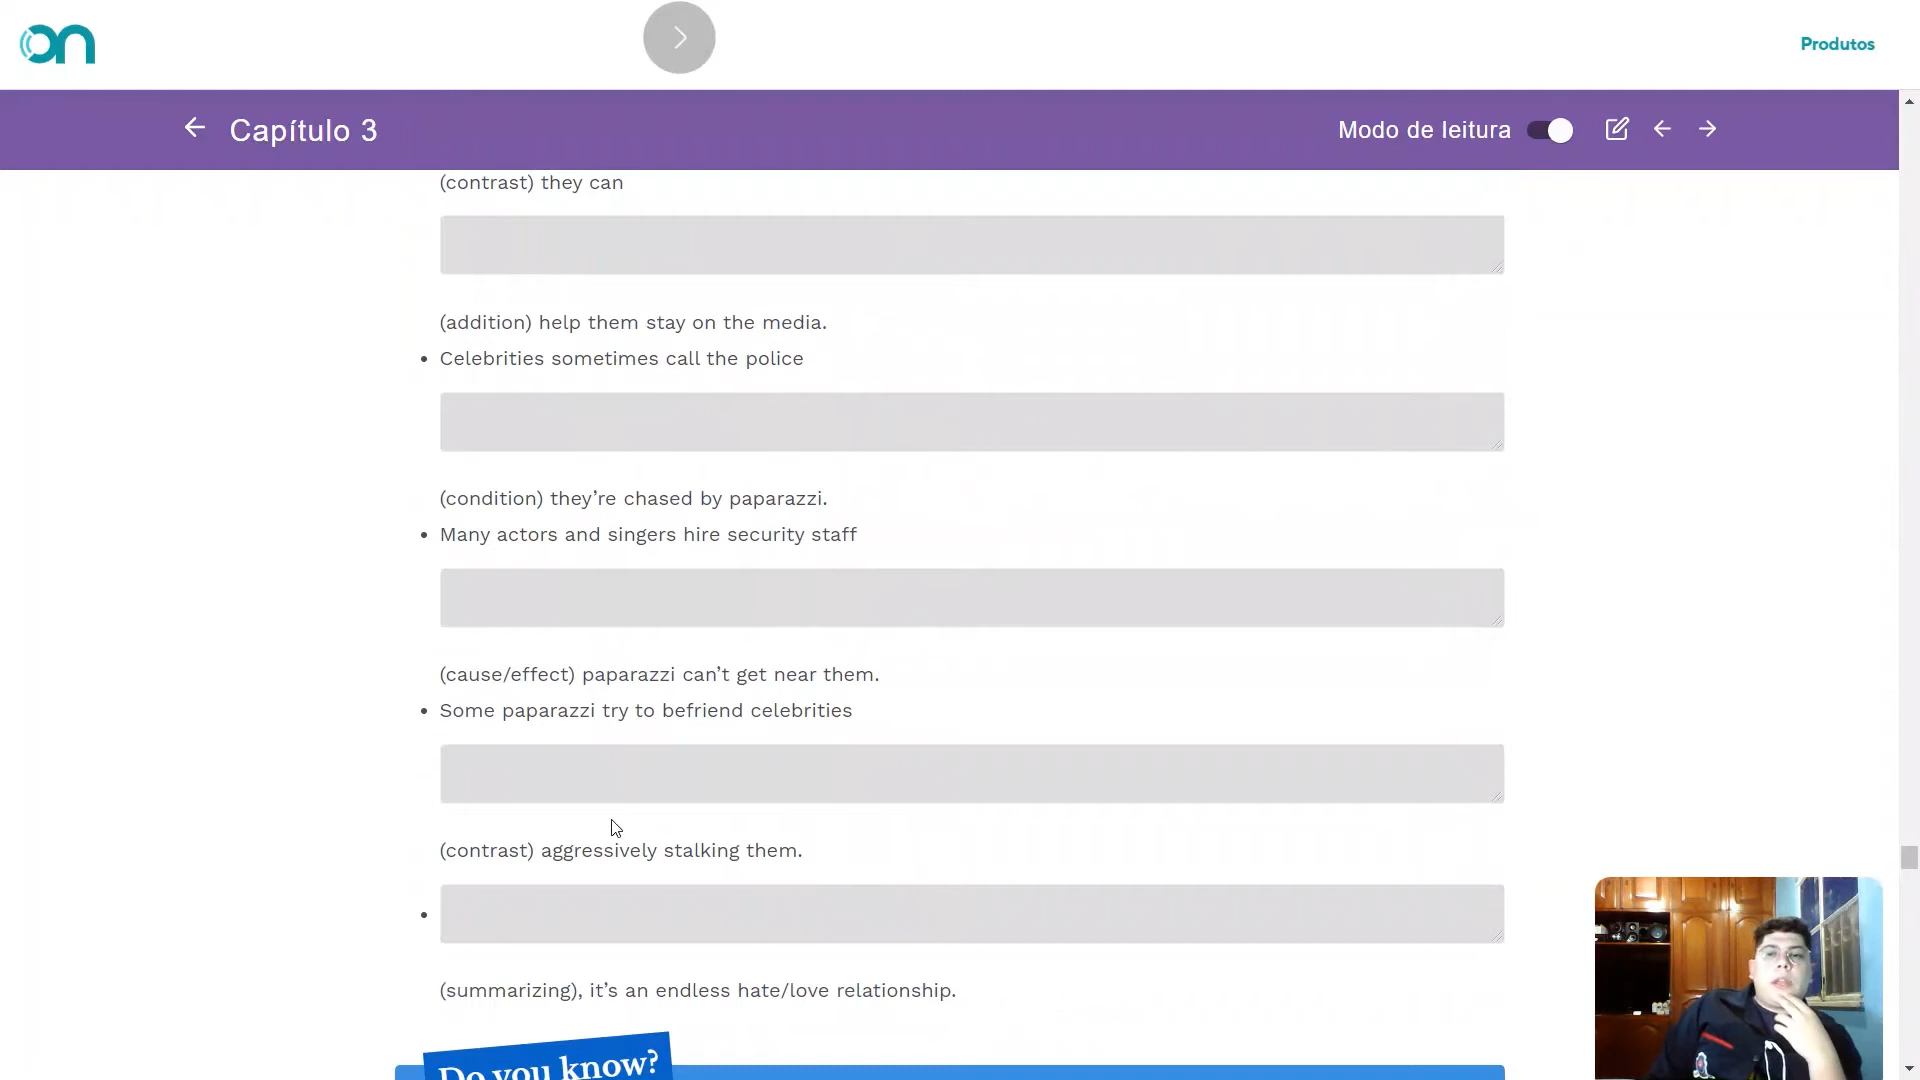 on
Produtos
Capítulo 3
Modo de leitura
(contrast) they can
(addition) help them stay on the media.
Celebrities sometimes call the police
(condition) they’re chased by paparazzi.
Many actors and singers hire security staff
(cause/effect) paparazzi can’t get near them.
Some paparazzi try to befriend celebrities
(contrast) aggressively stalking them.
(summarizing), it’s an endless hate/love relationship.
Do you know?